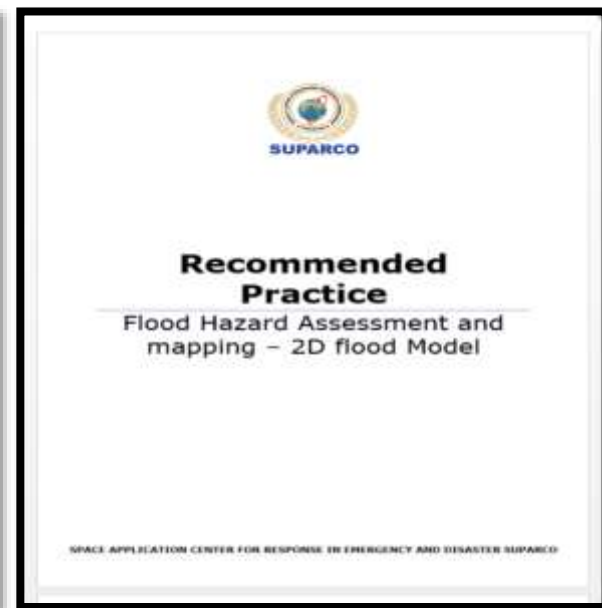 SUPARCO
Recommended
Practice
Flood Hazard Assessment and
mapping – 2D flood Model
SPACE APPLICATION CENTER FOR RESPONSE IN EMERGENCY AND DISASTER SUPARCO